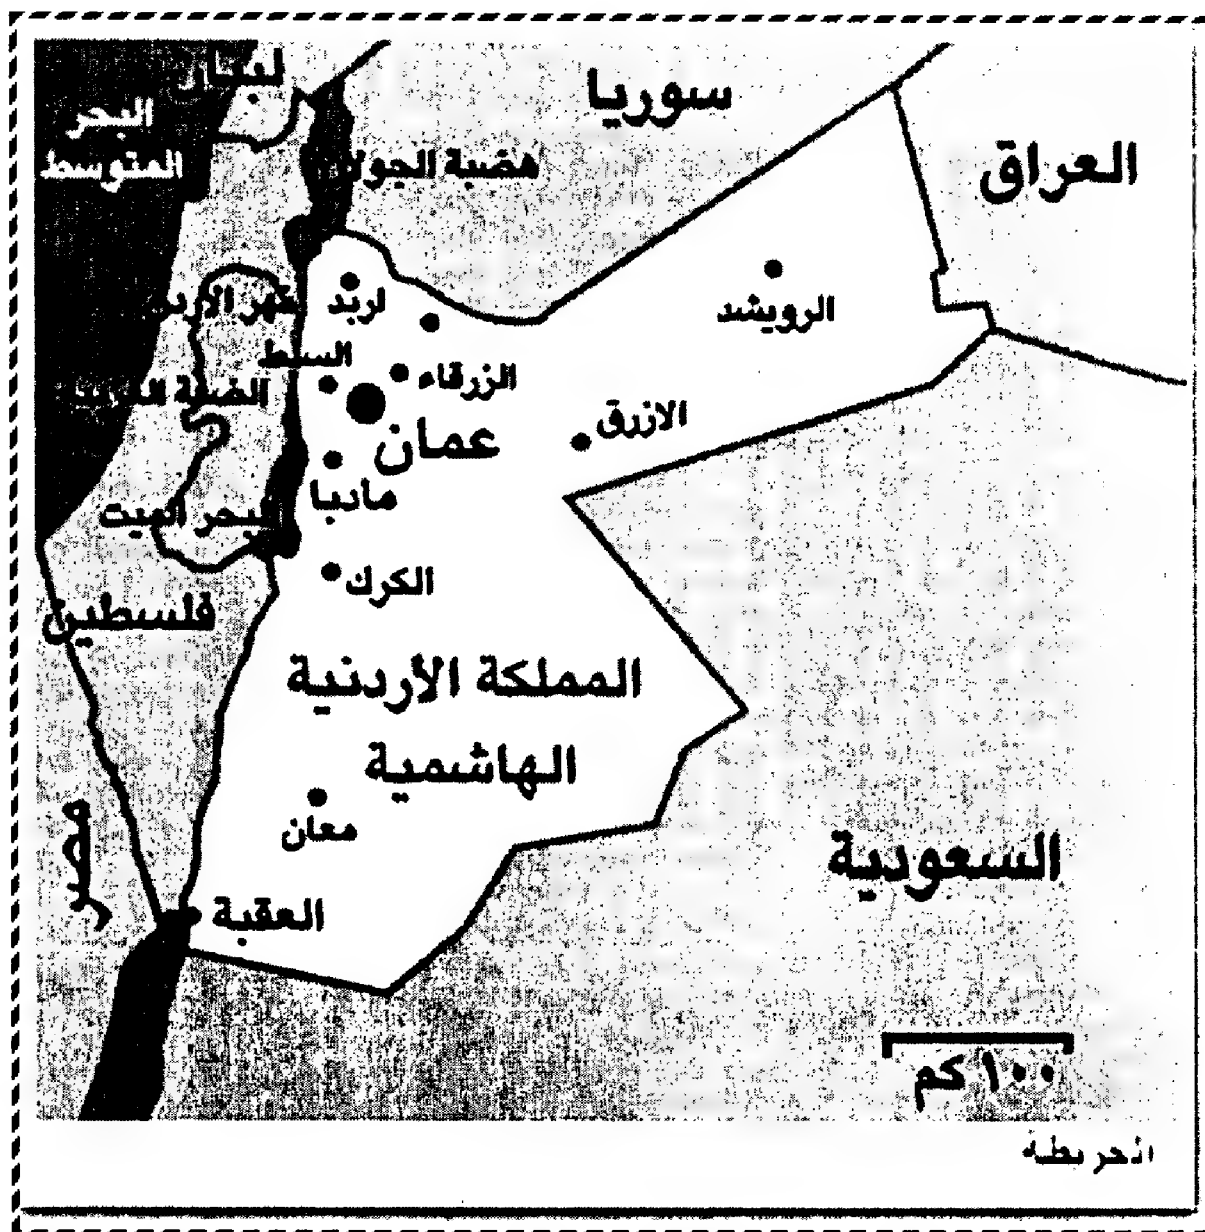 لبنان
سوريا
البحر
المتوسط
هضبة الجولان
العراق
الرويشد
نهر الأردن
اربد
السلط
الزرقاء
الضفة الغربية
الازرق
عمان
مادبا
البحر الميت
الكرك
فلسطين
المملكة الأردنية
الهاشمية
معان
مصر
السعودية
العقبة
١٠٠ كم
الخريطة